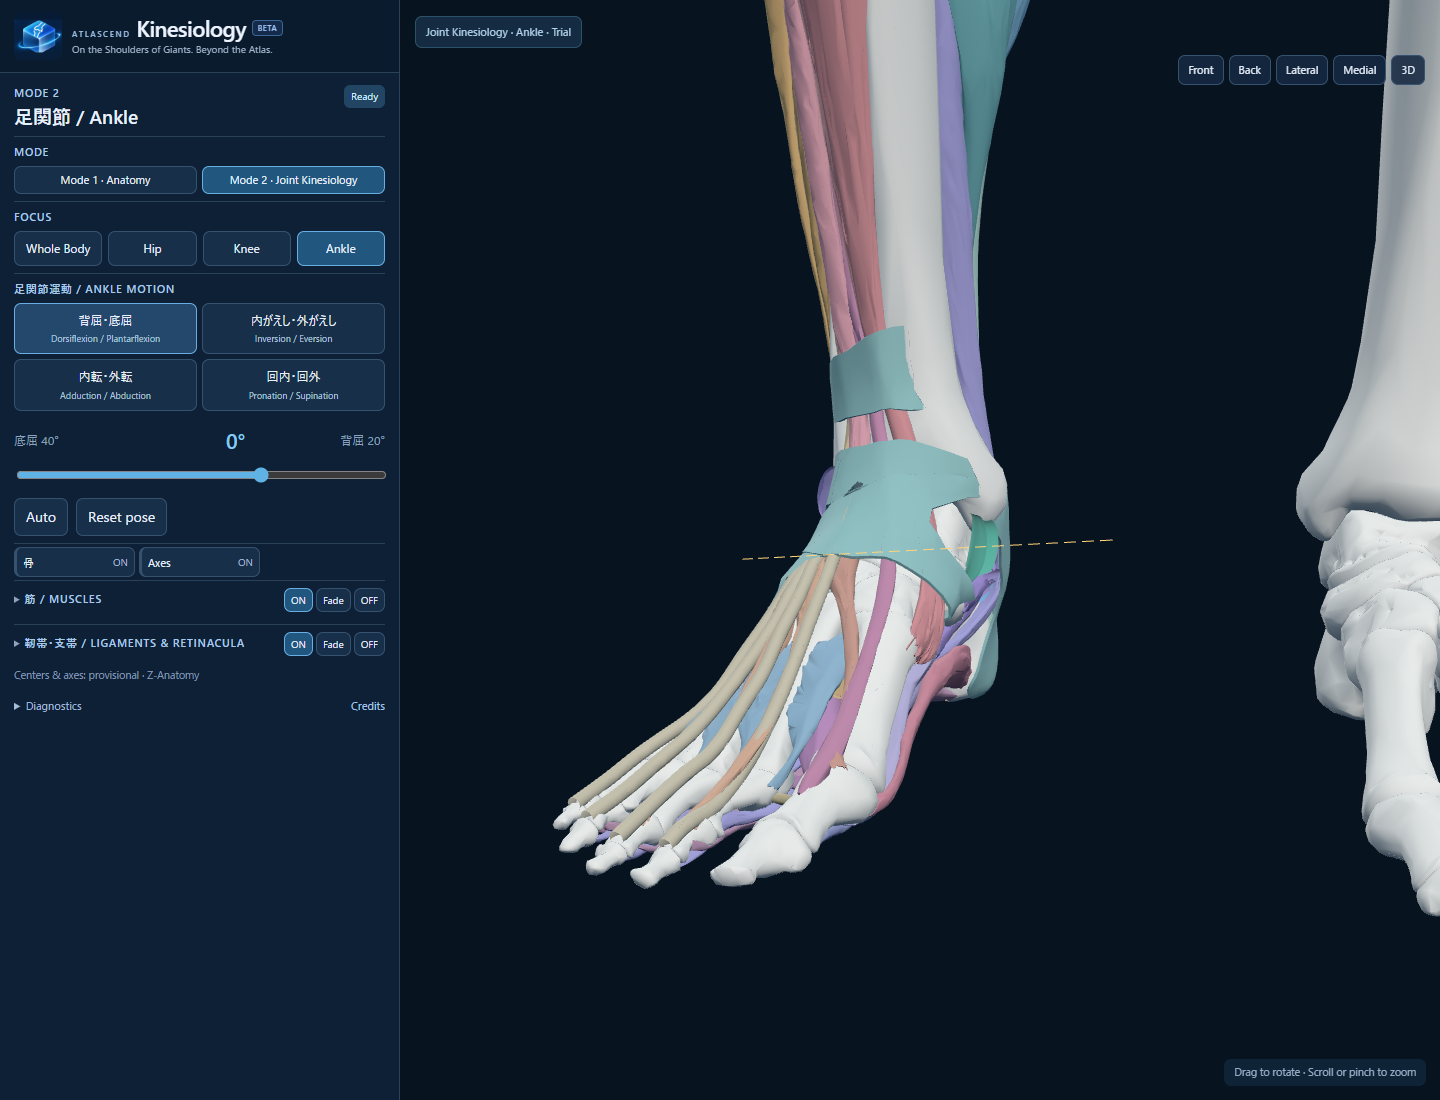 ATLASCEND Kinesiology BETA
On the Shoulders of Giants. Beyond the Atlas.
MODE 2
Ready
足関節 / Ankle
MODE
Mode 1 · Anatomy
Mode 2 · Joint Kinesiology
FOCUS
Whole Body
Hip
Knee
Ankle
足関節運動 / ANKLE MOTION
背屈・底屈
Dorsiflexion / Plantarflexion
内がえし・外がえし
Inversion / Eversion
内転・外転
Adduction / Abduction
回内・回外
Pronation / Supination
底屈 40°
0°
背屈 20°
Auto
Reset pose
骨 ON
Axes ON
筋 / MUSCLES
ON
Fade
OFF
靭帯・支帯 / LIGAMENTS & RETINACULA
ON
Fade
OFF
Centers & axes: provisional · Z-Anatomy
Diagnostics
Credits
Joint Kinesiology · Ankle · Trial
Front
Back
Lateral
Medial
3D
Drag to rotate · Scroll or pinch to zoom